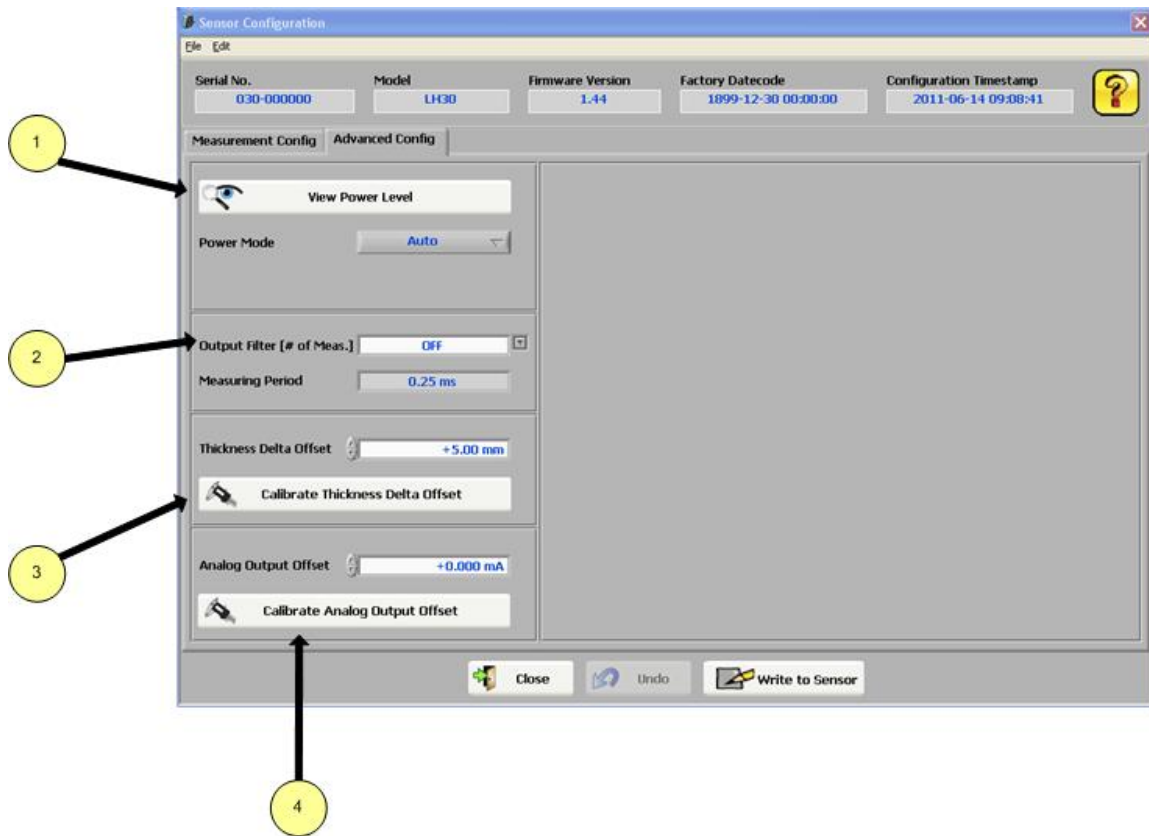 Sensor Configuration
File Edit
Serial No. Model Firmware Version Factory Datecode Configuration Timestamp
030-000000 LH30 1.44 1899-12-30 00:00:00 2011-06-14 09:08:41 ?
Measurement Config Advanced Config
1
View Power Level
Power Mode Auto
2
Output Filter [# of Meas.] OFF
Measuring Period 0.25 ms
Thickness Delta Offset +5.00 mm
Calibrate Thickness Delta Offset
3
Analog Output Offset +0.000 mA
Calibrate Analog Output Offset
Close Undo Write to Sensor
4